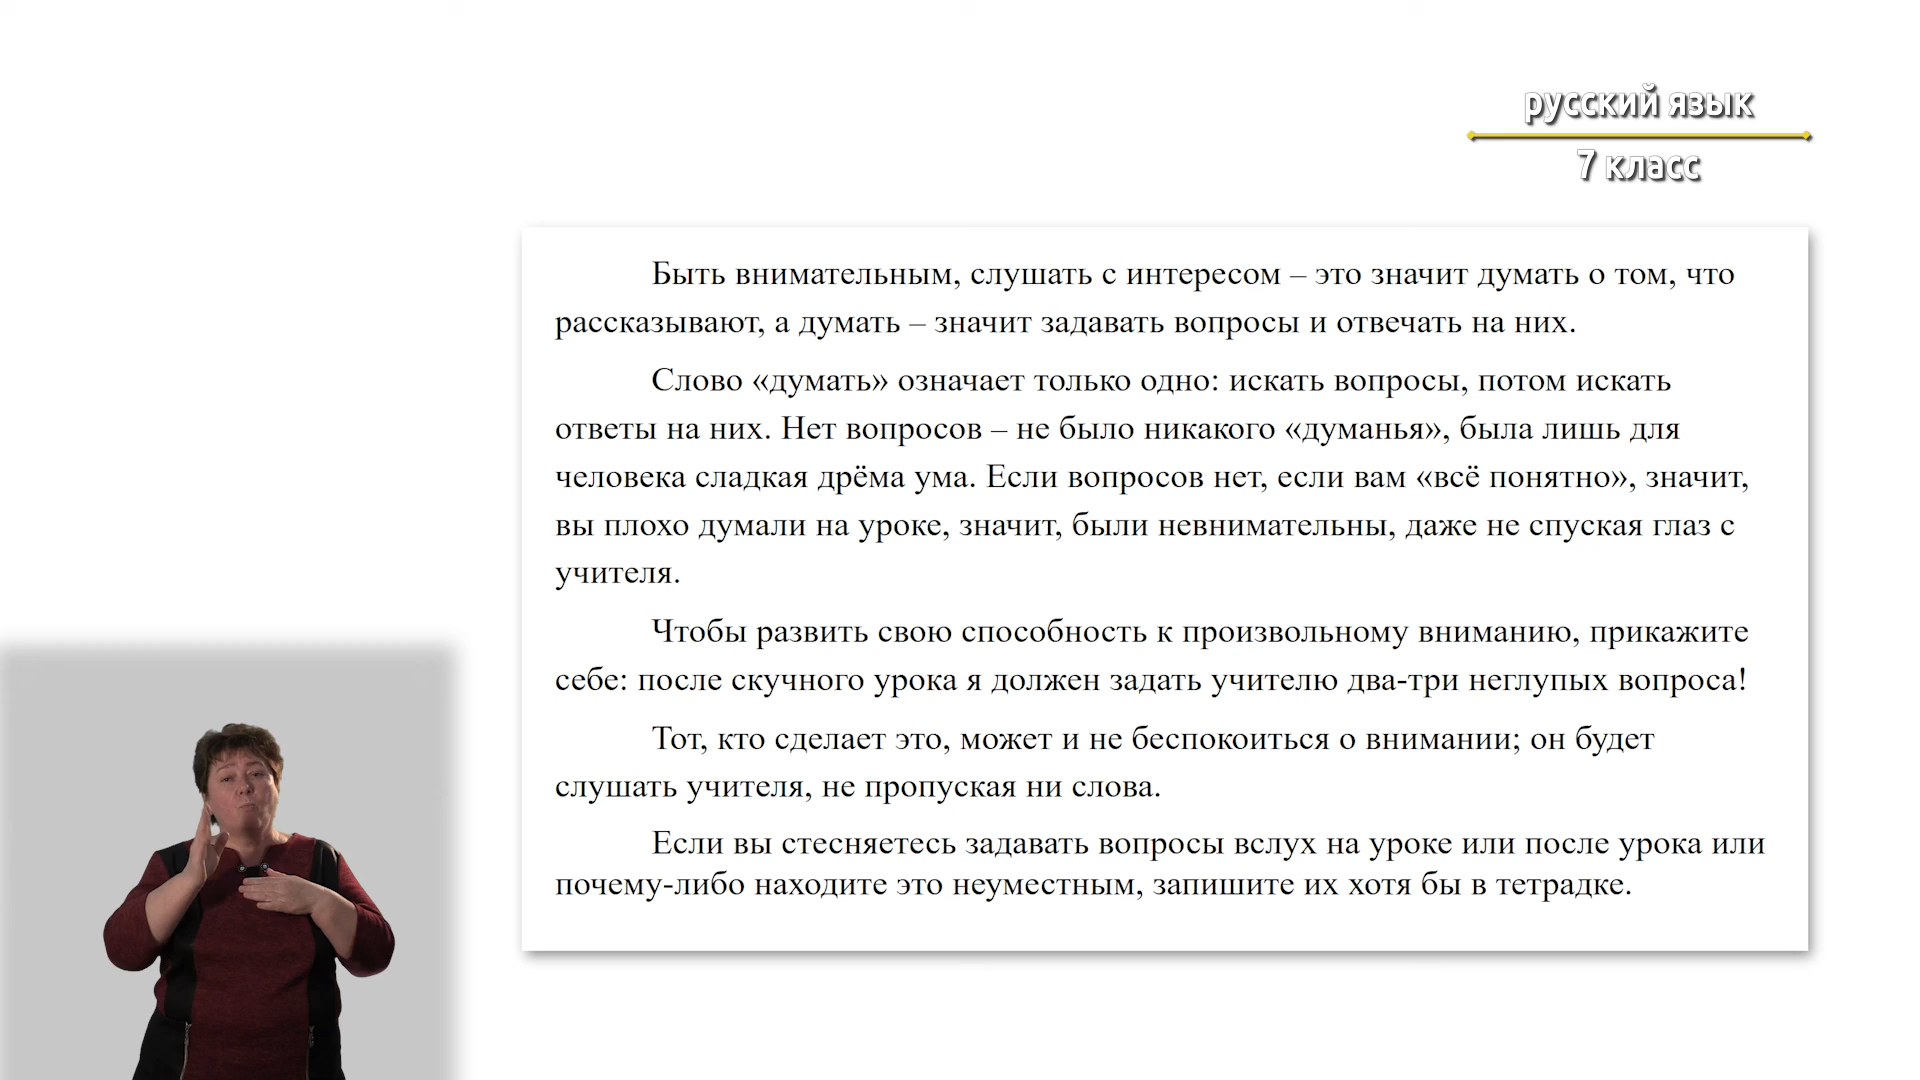 русский язык
7 класс
Быть внимательным, слушать с интересом – это значит думать о том, что
рассказывают, а думать – значит задавать вопросы и отвечать на них.
Слово «думать» означает только одно: искать вопросы, потом искать
ответы на них. Нет вопросов – не было никакого «думанья», была лишь для
человека сладкая дрёма ума. Если вопросов нет, если вам «всё понятно», значит,
вы плохо думали на уроке, значит, были невнимательны, даже не спуская глаз с
учителя.
Чтобы развить свою способность к произвольному вниманию, прикажите
себе: после скучного урока я должен задать учителю два-три неглупых вопроса!
Тот, кто сделает это, может и не беспокоиться о внимании; он будет
слушать учителя, не пропуская ни слова.
Если вы стесняетесь задавать вопросы вслух на уроке или после урока или
почему-либо находите это неуместным, запишите их хотя бы в тетрадке.